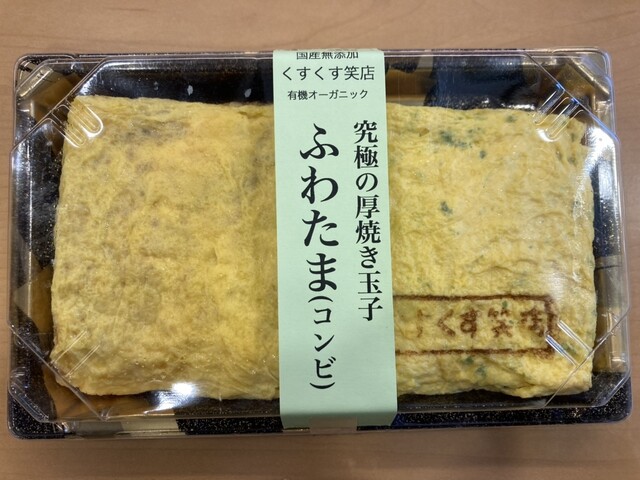 国産無添加
くすくす笑店
有機オーガニック
究極の厚焼き玉子
ふわたま(コンビ)
くす笑店